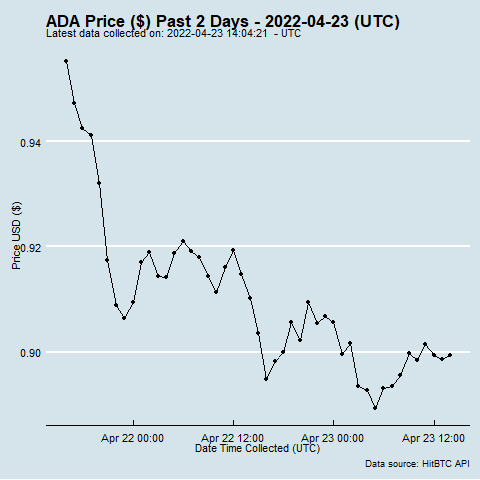 ADA Price ($) Past 2 Days - 2022-04-23 (UTC)
Latest data collected on: 2022-04-23 14:04:21  - UTC
0.94
0.92
0.90
Price USD ($)
Apr 22 00:00
Apr 22 12:00
Apr 23 00:00
Apr 23 12:00
Date Time Collected (UTC)
Data source: HitBTC API